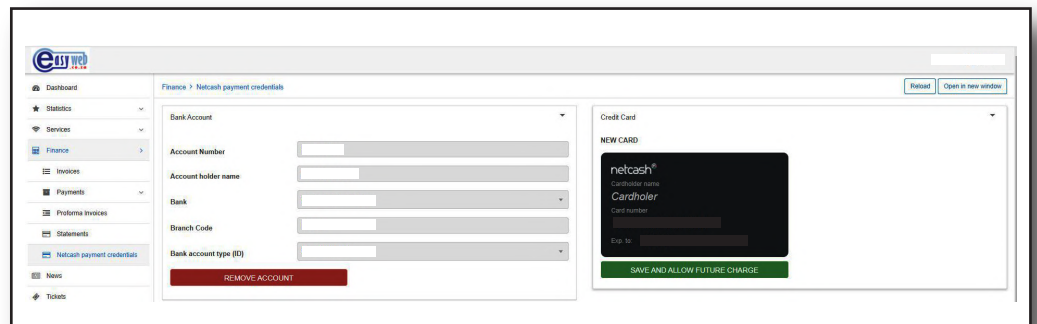 easy web
.co.za
Dashboard
Statistics
Services
Finance
Invoices
Payments
Proforma Invoices
Statements
Netcash payment credentials
News
Tickets
Finance > Netcash payment credentials
Reload
Open in new window
Bank Account
Account Number
Account holder name
Bank
Branch Code
Bank account type (ID)
REMOVE ACCOUNT
Credit Card
NEW CARD
netcash®
Cardholder name
Cardholer
Card number
Exp. ta:
SAVE AND ALLOW FUTURE CHARGE